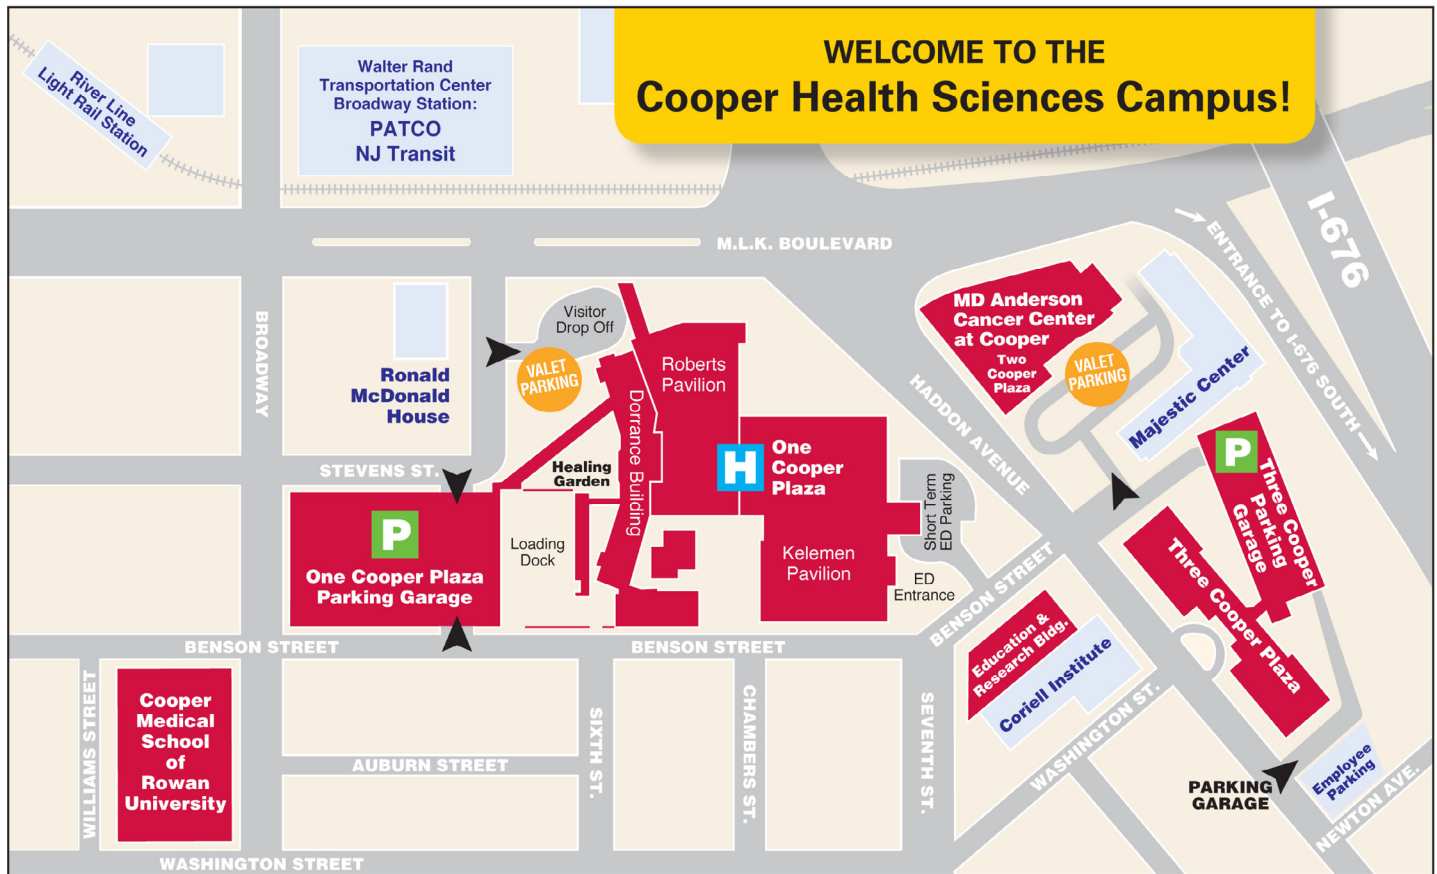 WELCOME TO THE
Cooper Health Sciences Campus!
River Line
Light Rail Station
Walter Rand
Transportation Center
Broadway Station:
PATCO
NJ Transit
I-676
ENTRANCE TO I-676 SOUTH
M.L.K. BOULEVARD
BROADWAY
Visitor
Drop Off
VALET
PARKING
Ronald
McDonald
House
STEVENS ST.
Roberts
Pavilion
Dorrance Building
Healing
Garden
H
One
Cooper
Plaza
Kelemen
Pavilion
Short Term
ED Parking
ED
Entrance
HADDON AVENUE
MD Anderson
Cancer Center
at Cooper
Two
Cooper
Plaza
VALET
PARKING
Majestic Center
P
Three Cooper
Parking
Garage
Three Cooper Plaza
P
One Cooper Plaza
Parking Garage
Loading
Dock
BENSON STREET
BENSON STREET
BENSON STREET
Education &
Research Bldg.
Coriell Institute
WASHINGTON ST.
WILLIAMS STREET
Cooper
Medical
School
of
Rowan
University
AUBURN STREET
SIXTH ST.
CHAMBERS ST.
SEVENTH ST.
PARKING
GARAGE
Employee
Parking
NEWTON AVE.
WASHINGTON STREET